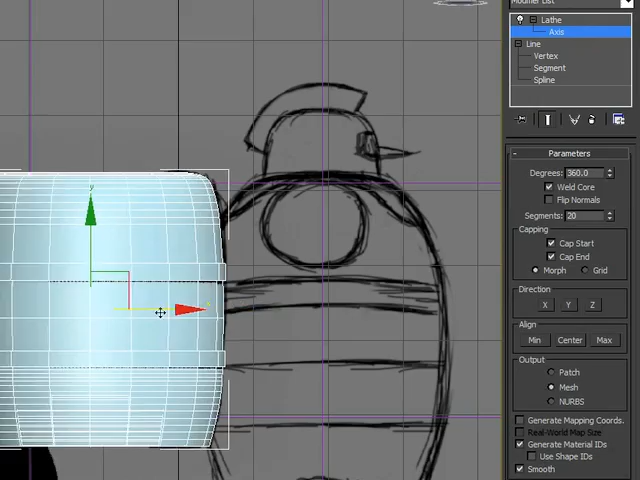 Modifier List
Lathe
Axis
Line
Vertex
Segment
Spline
Parameters
Degrees: 360.0
Weld Core
Flip Normals
Segments: 20
Capping
Cap Start
Cap End
Morph Grid
Direction
X Y Z
Align
Min Center Max
Output
Patch
Mesh
NURBS
Generate Mapping Coords.
Real-World Map Size
Generate Material IDs
Use Shape IDs
Smooth
y